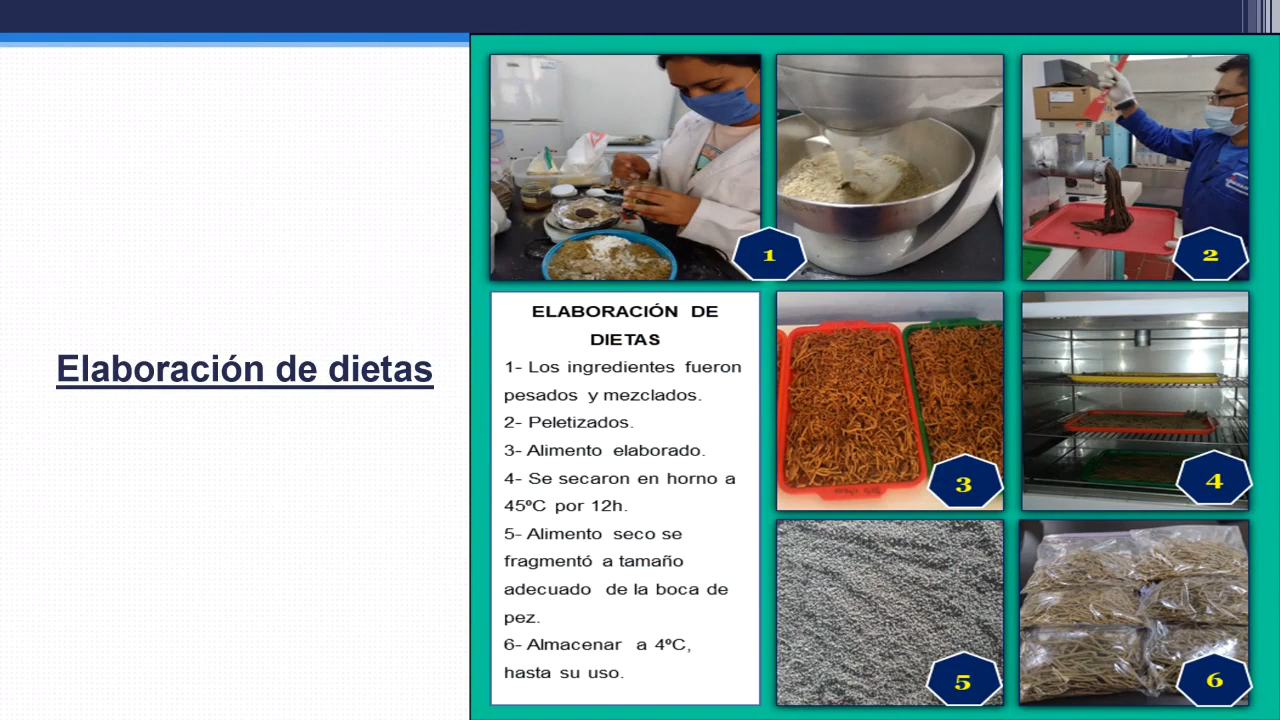 Elaboración de dietas
ELABORACIÓN DE
DIETAS
1- Los ingredientes fueron
pesados y mezclados.
2- Peletizados.
3- Alimento elaborado.
4- Se secaron en horno a
45ºC por 12h.
5- Alimento seco se
fragmentó a tamaño
adecuado de la boca de
pez.
6- Almacenar a 4ºC,
hasta su uso.
1
2
3
4
5
6